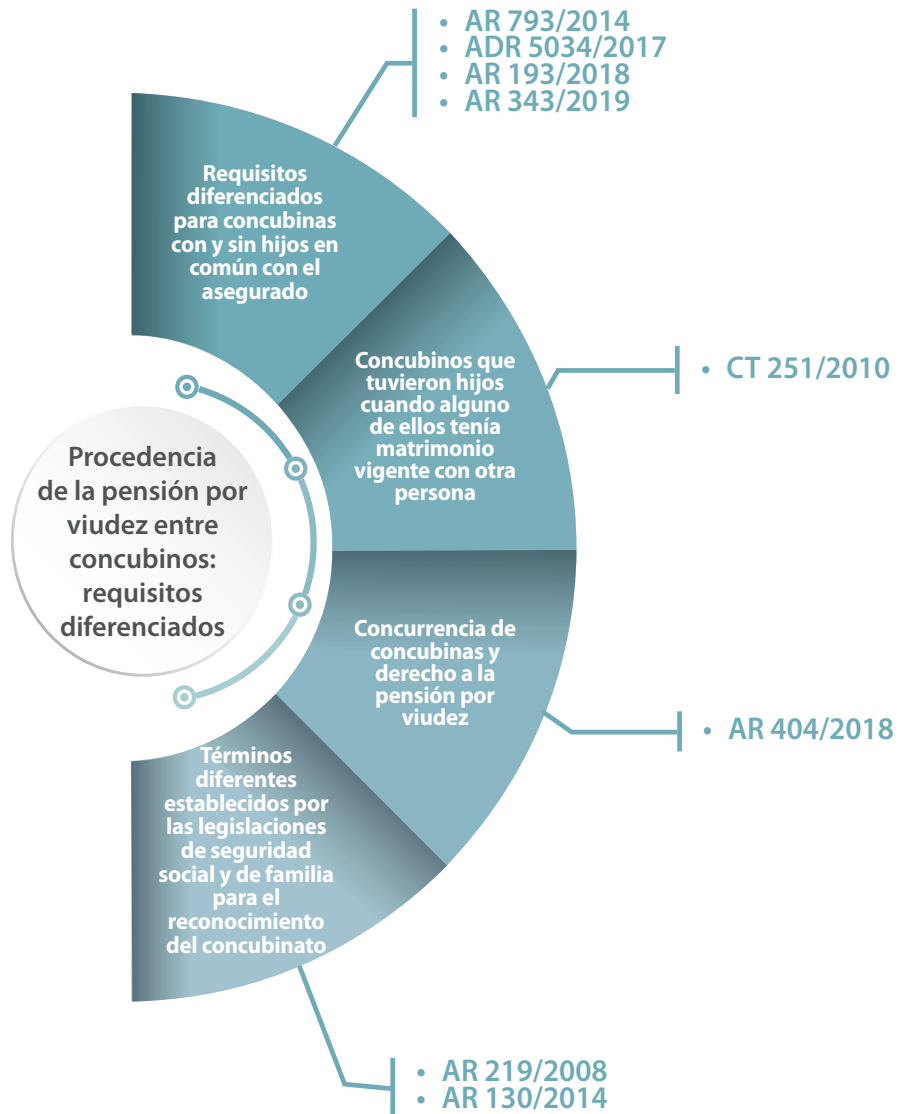 • AR 793/2014
• ADR 5034/2017
• AR 193/2018
• AR 343/2019
Requisitos
diferenciados
para concubinas
con y sin hijos en
común con el
asegurado
Concubinos que
tuvieron hijos
cuando alguno
de ellos tenía
matrimonio
vigente con otra
persona
• CT 251/2010
Procedencia
de la pensión por
viudez entre
concubinos:
requisitos
diferenciados
Concurrencia de
concubinas y
derecho a la
pensión por
viudez
• AR 404/2018
Términos
diferentes
establecidos por
las legislaciones
de seguridad
social y de familia
para el
reconocimiento
del concubinato
• AR 219/2008
• AR 130/2014